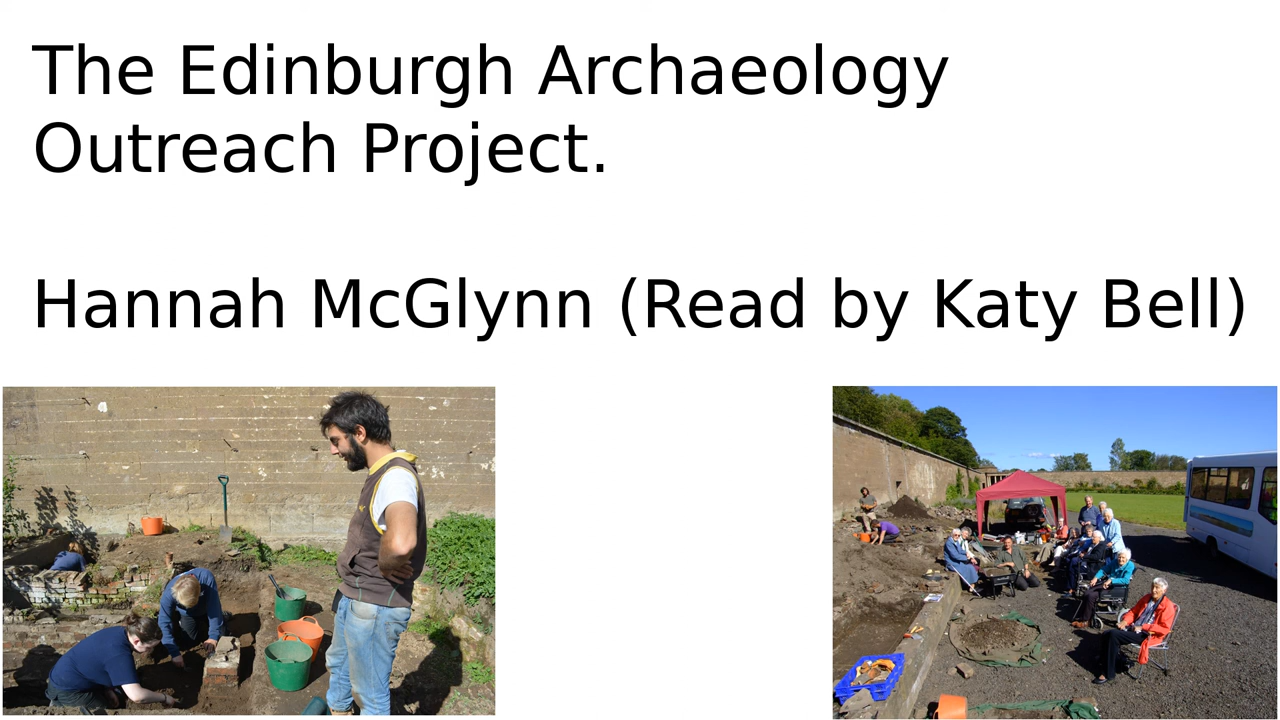 The Edinburgh Archaeology
Outreach Project.
Hannah McGlynn (Read by Katy Bell)